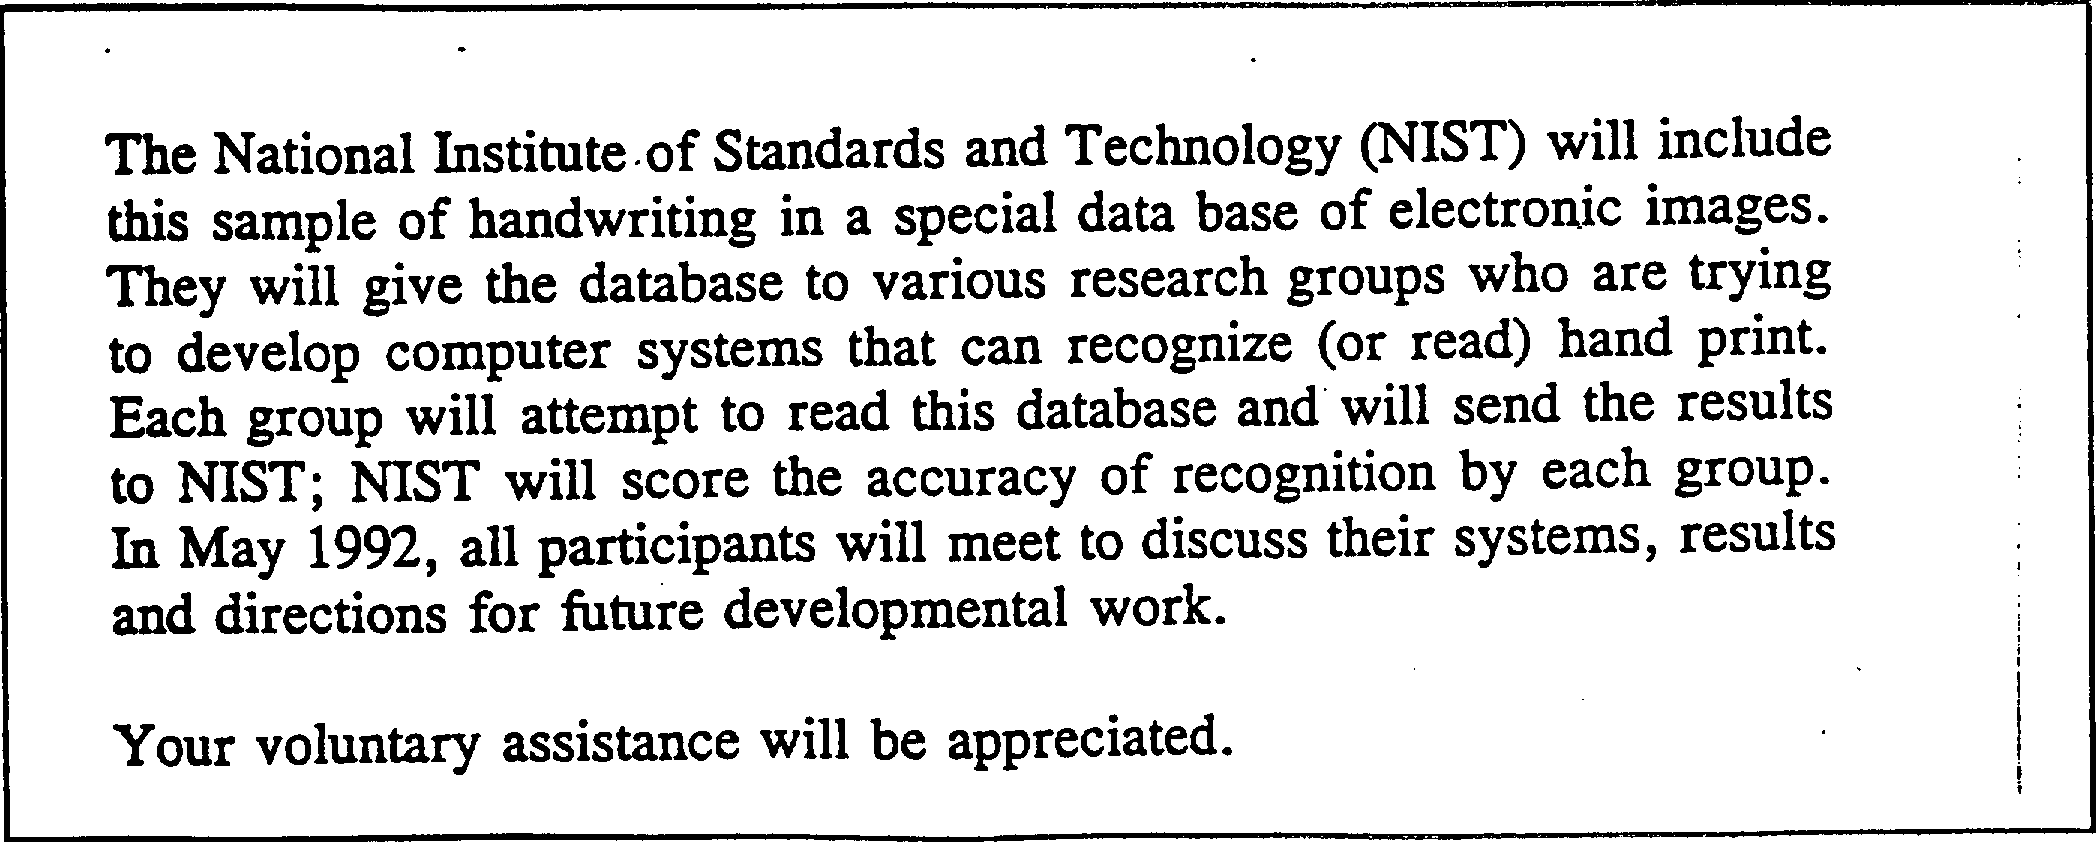 The National Institute of Standards and Technology (NIST) will include
this sample of handwriting in a special data base of electronic images.
They will give the database to various research groups who are trying
to develop computer systems that can recognize (or read) hand print.
Each group will attempt to read this database and will send the results
to NIST; NIST will score the accuracy of recognition by each group.
In May 1992, all participants will meet to discuss their systems, results
and directions for future developmental work.
Your voluntary assistance will be appreciated.